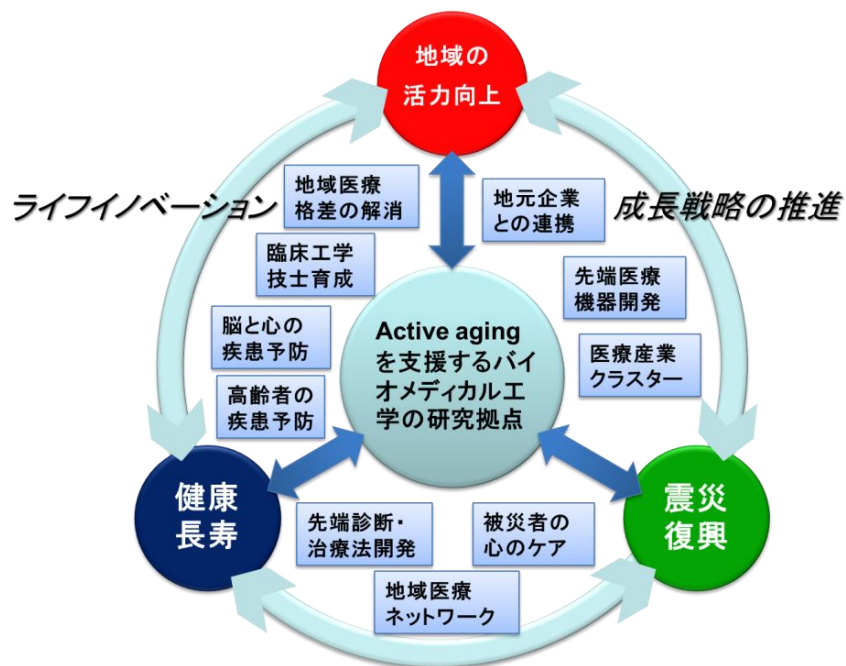 地域の
活力向上
ライフイノベーション
成長戦略の推進
地域医療
格差の解消
地元企業
との連携
臨床工学
技士育成
先端医療
機器開発
脳と心の
疾患予防
医療産業
クラスター
高齢者の
疾患予防
Active aging
を支援するバイ
オメディカル工
学の研究拠点
健康
長寿
震災
復興
先端診断・
治療法開発
被災者の
心のケア
地域医療
ネットワーク